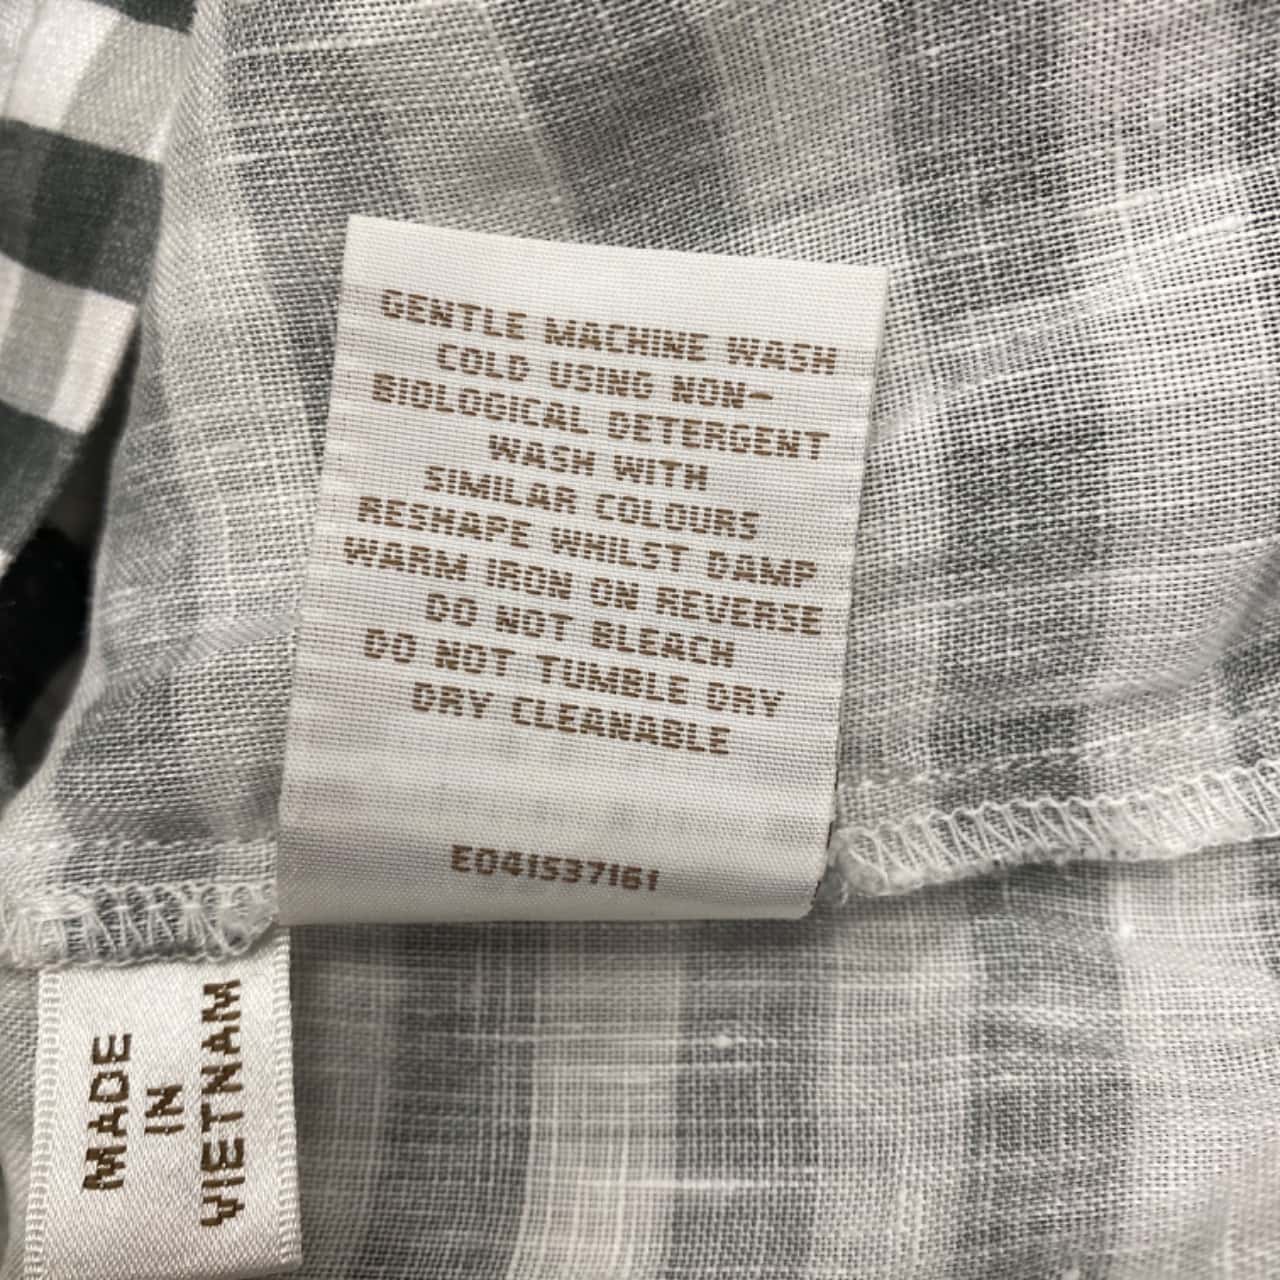 GENTLE MACHINE WASH
COLD USING NON-
BIOLOGICAL DETERGENT
WASH WITH
SIMILAR COLOURS
RESHAPE WHILST DAMP
WARM IRON ON REVERSE
DO NOT BLEACH
DO NOT TUMBLE DRY
DRY CLEANABLE
E041537161
MADE
IN
VIETNAM